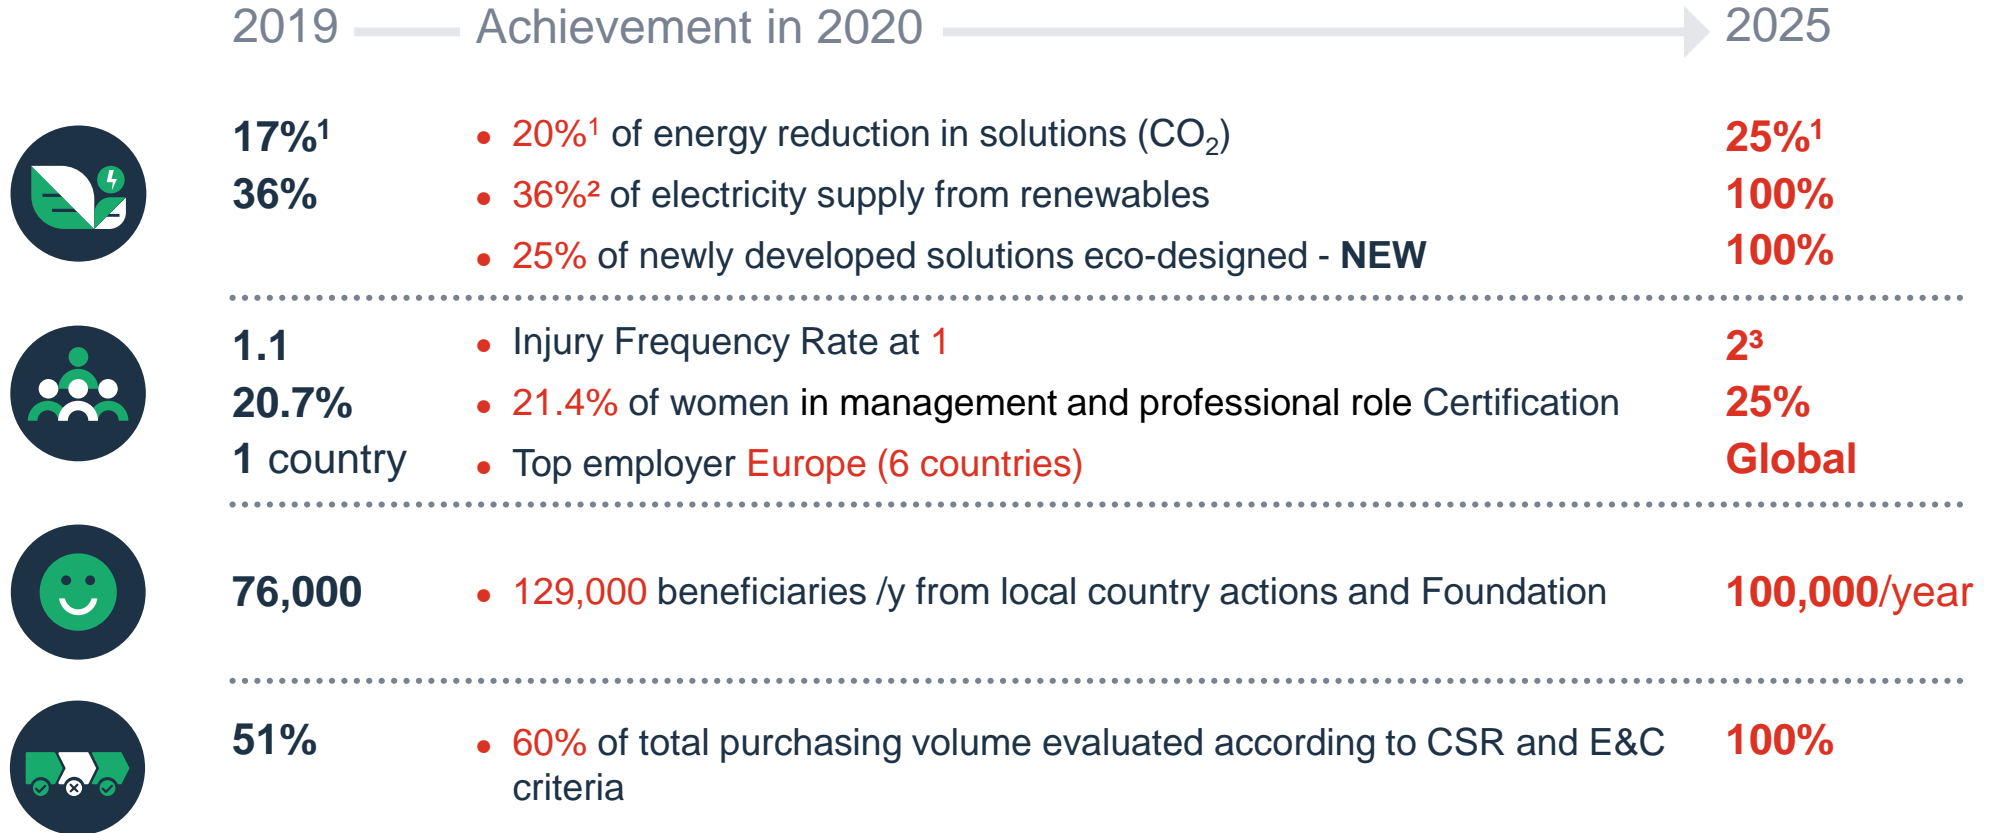 2019 Achievement in 2020 2025
17%¹ • 20%¹ of energy reduction in solutions (CO₂) 25%¹
36% • 36%² of electricity supply from renewables 100%
• 25% of newly developed solutions eco-designed - NEW 100%
1.1 • Injury Frequency Rate at 1 2³
20.7% • 21.4% of women in management and professional role Certification 25%
1 country • Top employer Europe (6 countries) Global
76,000 • 129,000 beneficiaries /y from local country actions and Foundation 100,000/year
51% • 60% of total purchasing volume evaluated according to CSR and E&C 100%
criteria